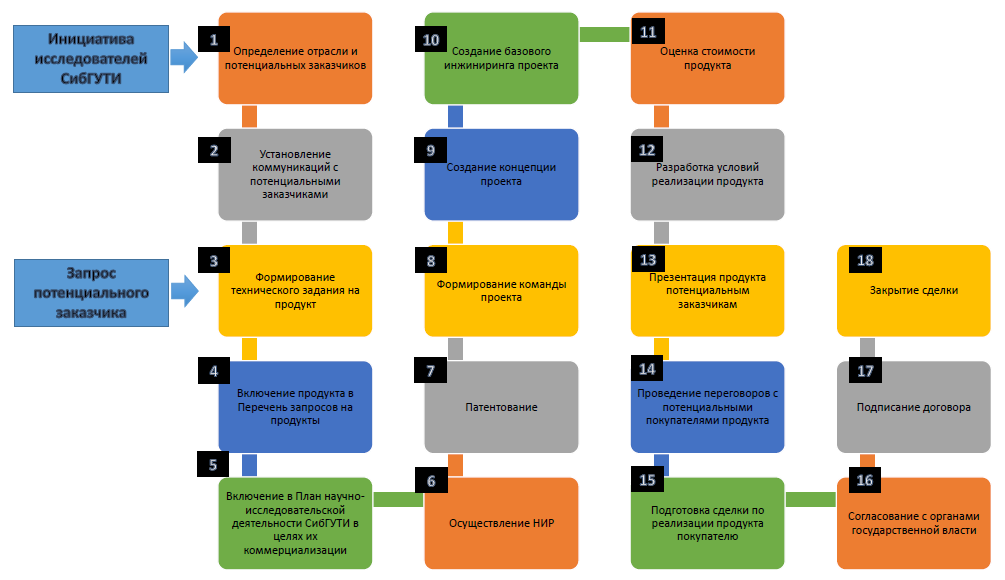 Инициатива
исследователей
СибГУТИ
1
Определение отрасли и
потенциальных заказчиков
2
Установление
коммуникаций с
потенциальными
заказчиками
Запрос
потенциального
заказчика
3
Формирование
технического задания на
продукт
4
Включение продукта в
Перечень запросов на
продукты
5
Включение в План научно-
исследовательской
деятельности СибГУТИ в
целях их
коммерциализации
6
Осуществление НИР
7
Патентование
8
Формирование команды
проекта
9
Создание концепции
проекта
10
Создание базового
инжиниринга проекта
11
Оценка стоимости
продукта
12
Разработка условий
реализации продукта
13
Презентация продукта
потенциальным
заказчикам
14
Проведение переговоров с
потенциальными
покупателями продукта
15
Подготовка сделки по
реализации продукта
покупателю
16
Согласование с органами
государственной власти
17
Подписание договора
18
Закрытие сделки